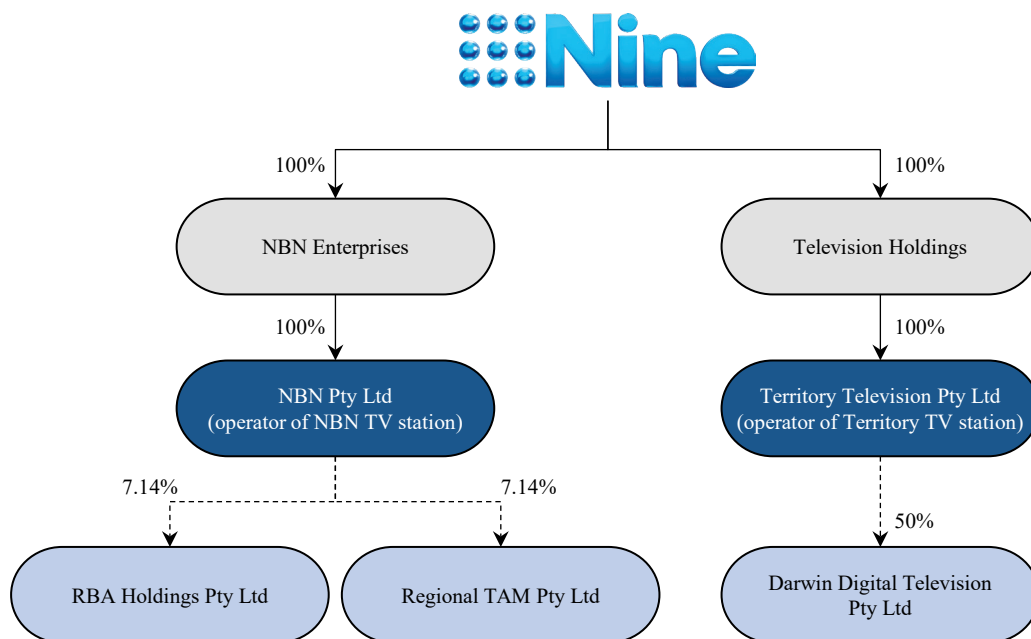 Nine
100%
100%
NBN Enterprises
Television Holdings
100%
100%
NBN Pty Ltd
(operator of NBN TV station)
Territory Television Pty Ltd
(operator of Territory TV station)
7.14%
7.14%
50%
RBA Holdings Pty Ltd
Regional TAM Pty Ltd
Darwin Digital Television
Pty Ltd